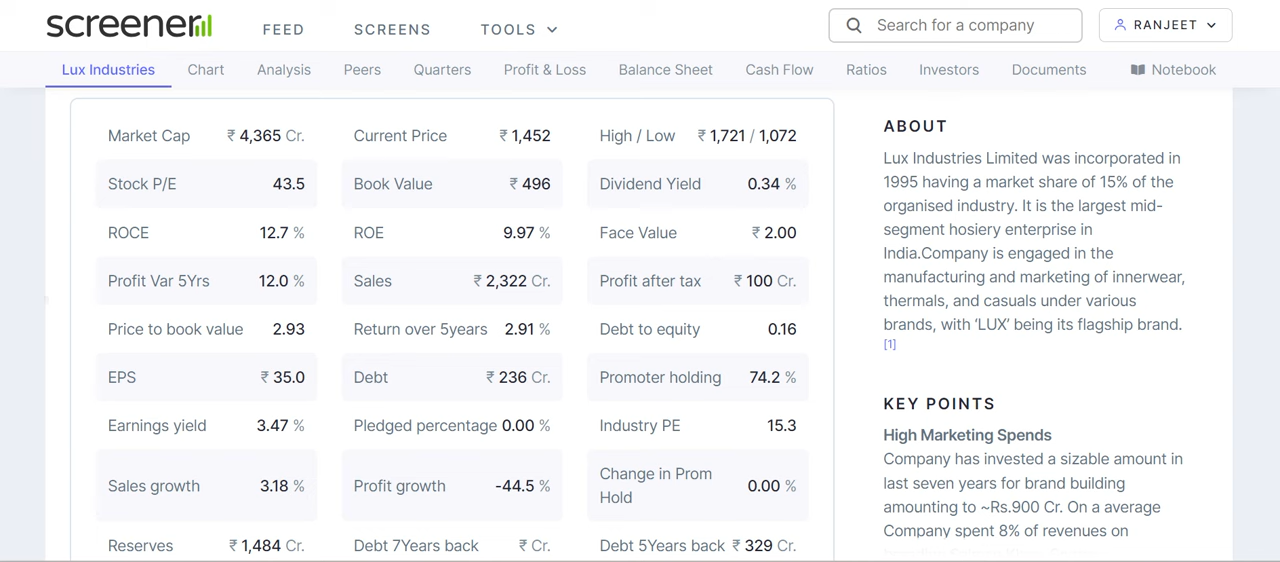 screener
FEED SCREENS TOOLS
Search for a company
RANJEET
Lux Industries Chart Analysis Peers Quarters Profit & Loss Balance Sheet Cash Flow Ratios Investors Documents Notebook
Market Cap ₹ 4,365 Cr. Current Price ₹ 1,452 High / Low ₹ 1,721 / 1,072
Stock P/E 43.5 Book Value ₹ 496 Dividend Yield 0.34 %
ROCE 12.7 % ROE 9.97 % Face Value ₹ 2.00
Profit Var 5Yrs 12.0 % Sales ₹ 2,322 Cr. Profit after tax ₹ 100 Cr.
Price to book value 2.93 Return over 5years 2.91 % Debt to equity 0.16
EPS ₹ 35.0 Debt ₹ 236 Cr. Promoter holding 74.2 %
Earnings yield 3.47 % Pledged percentage 0.00 % Industry PE 15.3
Sales growth 3.18 % Profit growth -44.5 % Change in Prom Hold 0.00 %
Reserves ₹ 1,484 Cr. Debt 7Years back ₹ Cr. Debt 5Years back ₹ 329 Cr.
ABOUT
Lux Industries Limited was incorporated in
1995 having a market share of 15% of the
organised industry. It is the largest mid-
segment hosiery enterprise in
India.Company is engaged in the
manufacturing and marketing of innerwear,
thermals, and casuals under various
brands, with ‘LUX’ being its flagship brand.
[1]
KEY POINTS
High Marketing Spends
Company has invested a sizable amount in
last seven years for brand building
amounting to ~Rs.900 Cr. On a average
Company spent 8% of revenues on